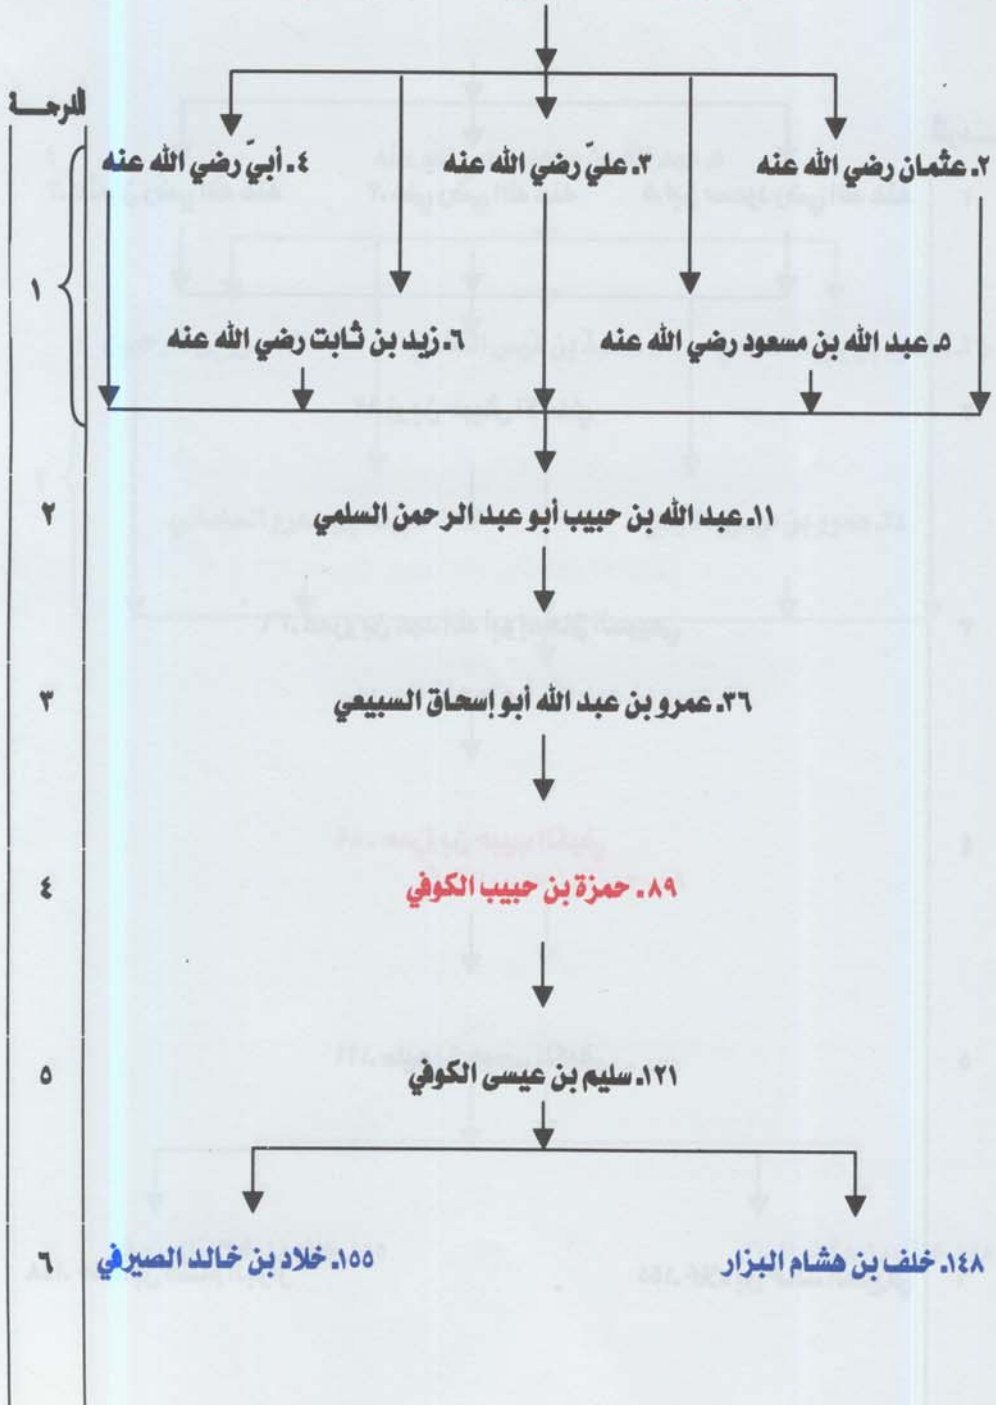 الدرجـــة
٢. عثمان رضي الله عنه ٣. عليّ رضي الله عنه ٤. أبيّ رضي الله عنه
١
٥. عبد الله بن مسعود رضي الله عنه ٦. زيد بن ثابت رضي الله عنه
١١. عبد الله بن حبيب أبو عبد الرحمن السلمي ٢
٣٦. عمرو بن عبد الله أبو إسحاق السبيعي ٣
٨٩. حمزة بن حبيب الكوفي ٤
١٢١. سليم بن عيسى الكوفي ٥
١٤٨. خلف بن هشام البزار ١٥٥. خلاد بن خالد الصيرفي ٦